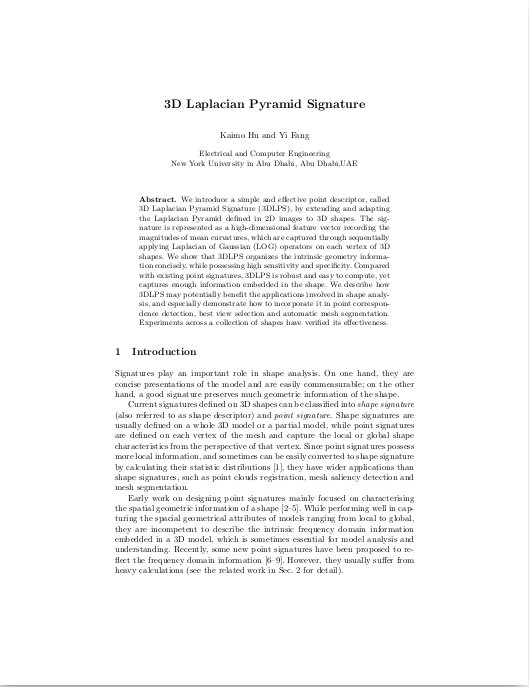 3D Laplacian Pyramid Signature
Kaimo Hu and Yi Fang
Electrical and Computer Engineering
New York University in Abu Dhabi, Abu Dhabi,UAE
Abstract. We introduce a simple and effective point descriptor, called
3D Laplacian Pyramid Signature (3DLPS), by extending and adapting
the Laplacian Pyramid defined in 2D images to 3D shapes. The sig-
nature is represented as a high-dimensional feature vector recording the
magnitudes of mean curvatures, which are captured through sequentially
applying Laplacian of Gaussian (LOG) operators on each vertex of 3D
shapes. We show that 3DLPS organizes the intrinsic geometry informa-
tion concisely, while possessing high sensitivity and specificity. Compared
with existing point signatures, 3DLPS is robust and easy to compute, yet
captures enough information embedded in the shape. We describe how
3DLPS may potentially benefit the applications involved in shape analy-
sis, and especially demonstrate how to incorporate it in point correspon-
dence detection, best view selection and automatic mesh segmentation.
Experiments across a collection of shapes have verified its effectiveness.
1 Introduction
Signatures play an important role in shape analysis. On one hand, they are
concise presentations of the model and are easily commensurable; on the other
hand, a good signature preserves much geometric information of the shape.
Current signatures defined on 3D shapes can be classified into shape signature
(also referred to as shape descriptor) and point signature. Shape signatures are
usually defined on a whole 3D model or a partial model, while point signatures
are defined on each vertex of the mesh and capture the local or global shape
characteristics from the perspective of that vertex. Since point signatures possess
more local information, and sometimes can be easily converted to shape signature
by calculating their statistic distributions [1], they have wider applications than
shape signatures, such as point clouds registration, mesh saliency detection and
mesh segmentation.
Early work on designing point signatures mainly focused on characterising
the spatial geometric information of a shape [2–5]. While performing well in cap-
turing the spacial geometrical attributes of models ranging from local to global,
they are incompetent to describe the intrinsic frequency domain information
embedded in a 3D model, which is sometimes essential for model analysis and
understanding. Recently, some new point signatures have been proposed to re-
flect the frequency domain information [6–9]. However, they usually suffer from
heavy calculations (see the related work in Sec. 2 for detail).